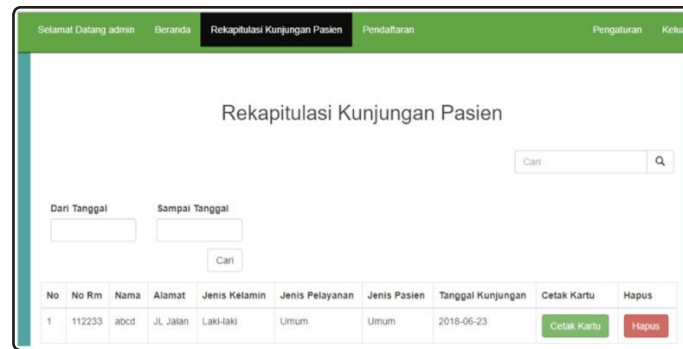 Selamat Datang admin Beranda Rekapitulasi Kunjungan Pasien Pendaftaran Pengaturan
Rekapitulasi Kunjungan Pasien
Cari
Dari Tanggal Sampai Tanggal
Cari
No No Rm Nama Alamat Jenis Kelamin Jenis Pelayanan Jenis Pasien Tanggal Kunjungan Cetak Kartu Hapus
1 112233 abcd JL Jalan Laki-laki Umum Umum 2018-06-23 Cetak Kartu Hapus